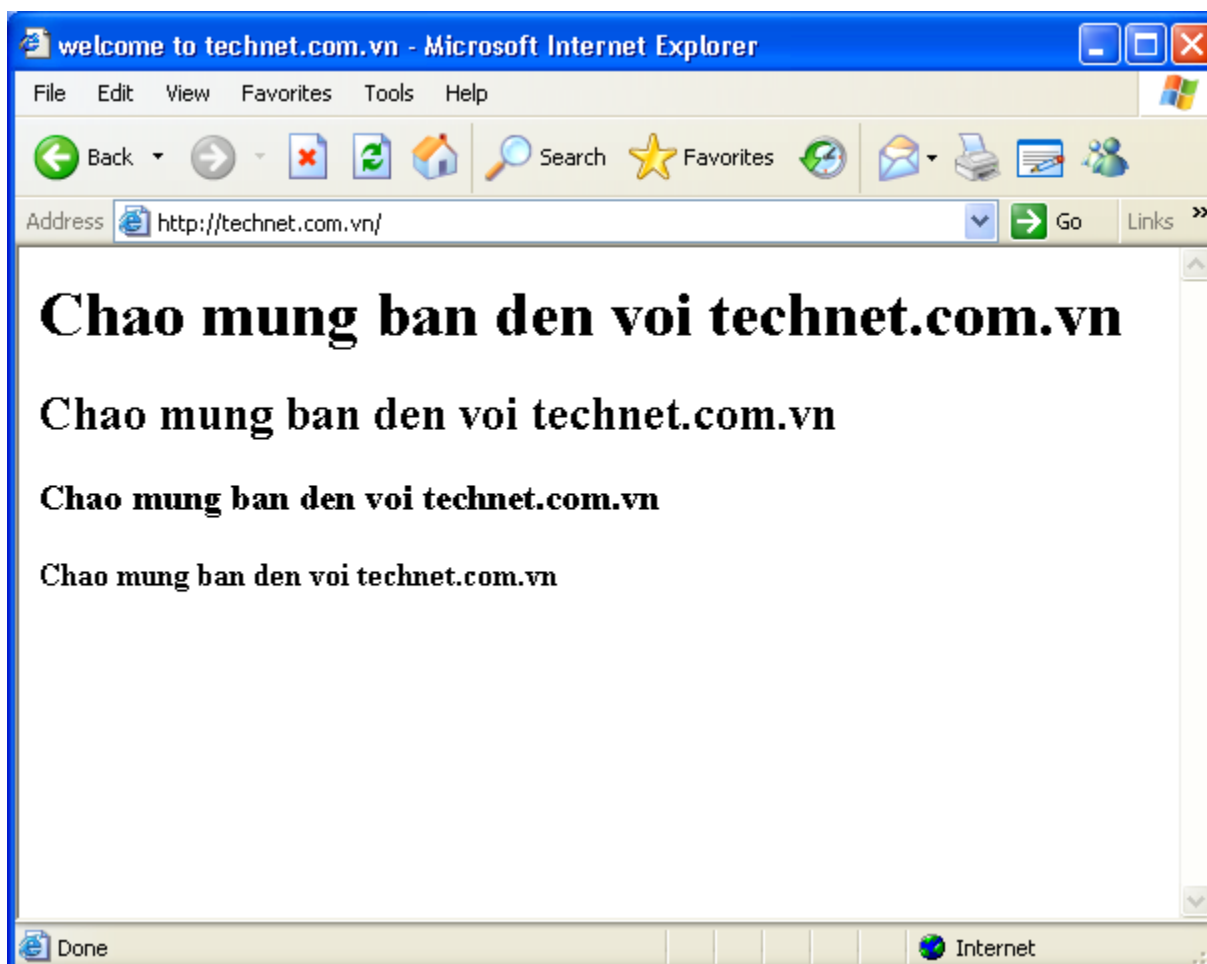 welcome to technet.com.vn - Microsoft Internet Explorer
File Edit View Favorites Tools Help
Back Search Favorites
Address http://technet.com.vn/ Go Links »
Chao mung ban den voi technet.com.vn
Chao mung ban den voi technet.com.vn
Chao mung ban den voi technet.com.vn
Chao mung ban den voi technet.com.vn
Done Internet